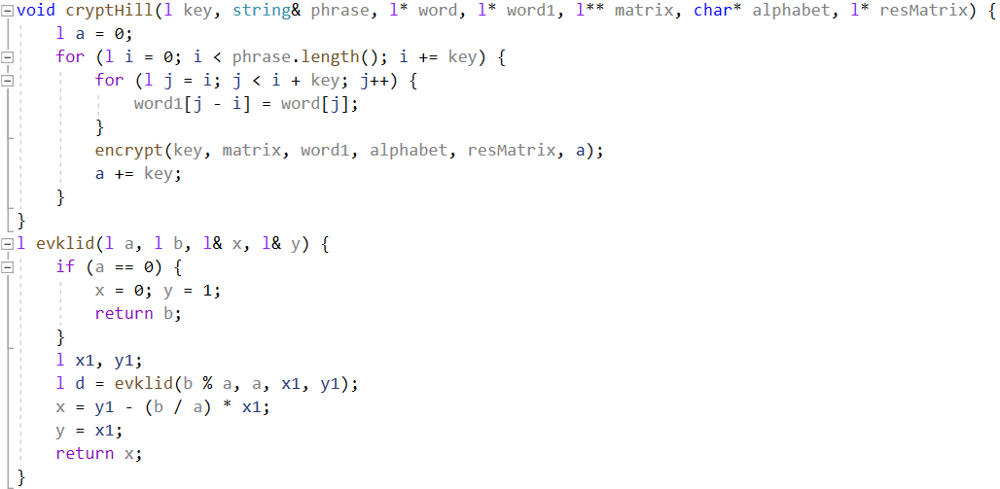 void cryptHill(l key, string& phrase, l* word, l* word1, l** matrix, char* alphabet, l* resMatrix) {
    l a = 0;
    for (l i = 0; i < phrase.length(); i += key) {
        for (l j = i; j < i + key; j++) {
            word1[j - i] = word[j];
        }
        encrypt(key, matrix, word1, alphabet, resMatrix, a);
        a += key;
    }
}
l evklid(l a, l b, l& x, l& y) {
    if (a == 0) {
        x = 0; y = 1;
        return b;
    }
    l x1, y1;
    l d = evklid(b % a, a, x1, y1);
    x = y1 - (b / a) * x1;
    y = x1;
    return x;
}